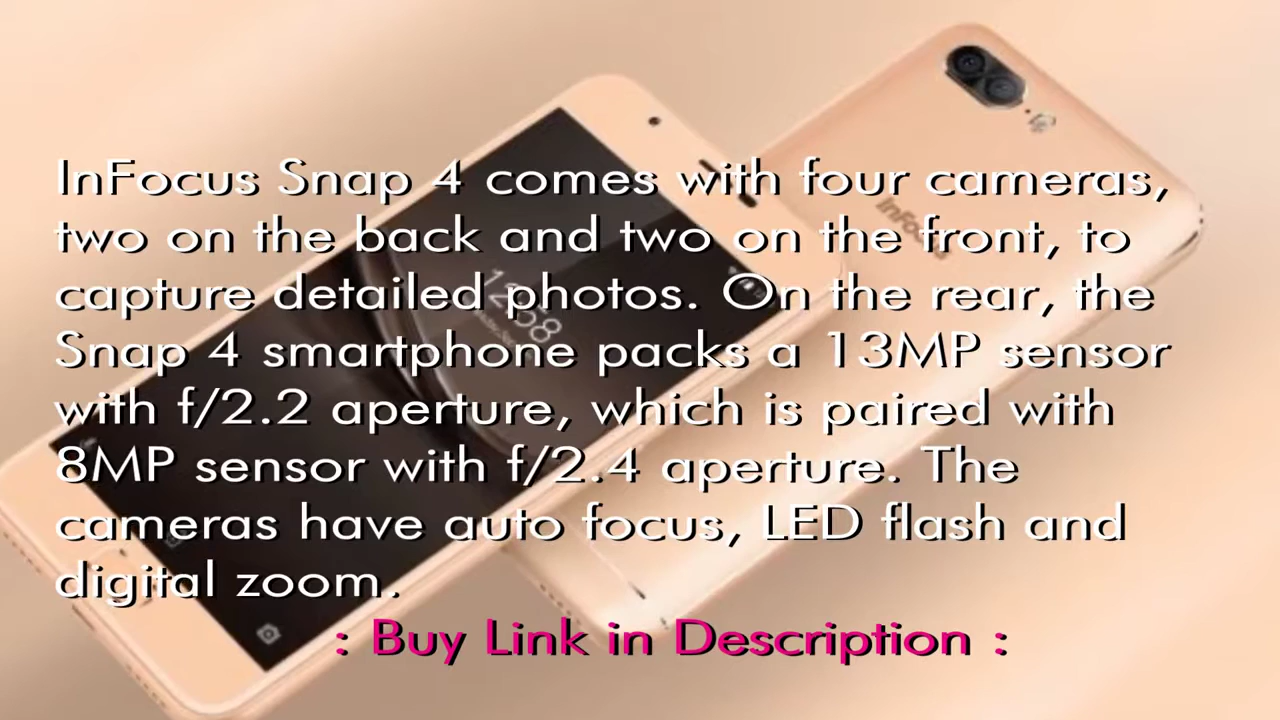 InFocus Snap 4 comes with four cameras,
two on the back and two on the front, to
capture detailed photos. On the rear, the
Snap 4 smartphone packs a 13MP sensor
with f/2.2 aperture, which is paired with
8MP sensor with f/2.4 aperture. The
cameras have auto focus, LED flash and
digital zoom.
: Buy Link in Description :
InFocus
12:58